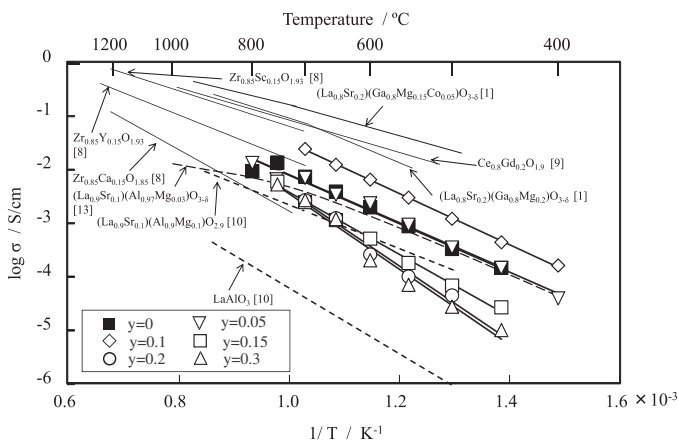 Temperature / ºC
1200 1000 800 600 400
0
-1
-2
-3
-4
-5
-6
log σ / S/cm
Zr0.85Sc0.15O1.93 [8]
(La0.8Sr0.2)(Ga0.8Mg0.15Co0.05)O3-δ [1]
Zr0.85Y0.15O1.93
[8]
Ce0.8Gd0.2O1.9 [9]
Zr0.85Ca0.15O1.85 [8]
(La0.9Sr0.1)(Al0.97Mg0.03)O3-δ
[13]
(La0.8Sr0.2)(Ga0.8Mg0.2)O3-δ [1]
(La0.9Sr0.1)(Al0.9Mg0.1)O2.9 [10]
LaAlO3 [10]
y=0 y=0.05
y=0.1 y=0.15
y=0.2 y=0.3
0.6 0.8 1.0 1.2 1.4 1.6 × 10-3
1/ T / K-1